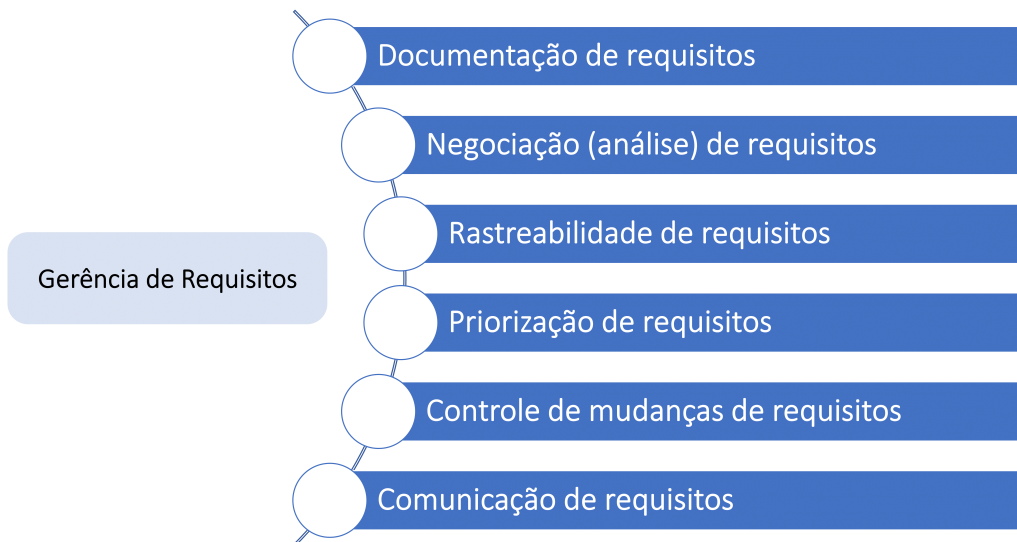 Documentação de requisitos
Negociação (análise) de requisitos
Rastreabilidade de requisitos
Gerência de Requisitos
Priorização de requisitos
Controle de mudanças de requisitos
Comunicação de requisitos